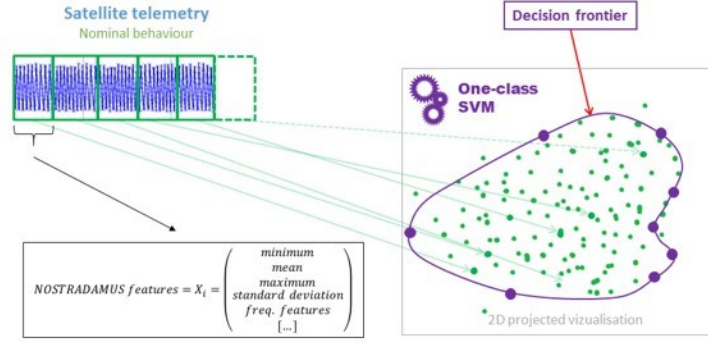 Satellite telemetry
Nominal behaviour
Decision frontier
One-class
SVM
minimum
mean
maximum
NOSTRADAMUS features = Xᵢ =
standard deviation
freq. features
[…]
2D projected vizualisation